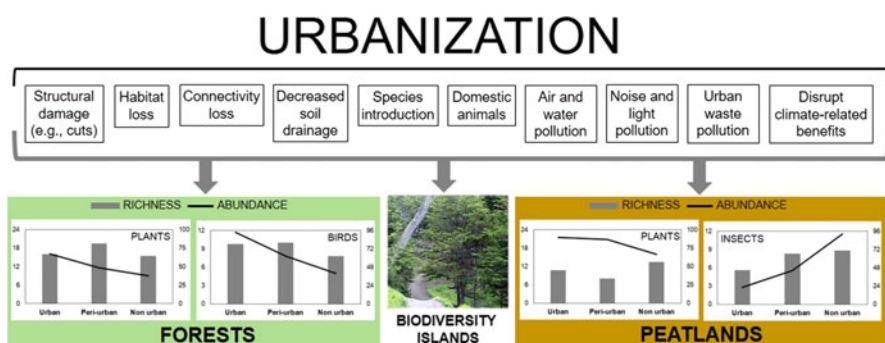 URBANIZATION
Structural
damage
(e.g., cuts)
Habitat
loss
Connectivity
loss
Decreased
soil
drainage
Species
introduction
Domestic
animals
Air and
water
pollution
Noise and
light
pollution
Urban
waste
pollution
Disrupt
climate-related
benefits
RICHNESS ABUNDANCE
PLANTS
24
18
12
6
0
100
75
50
25
0
Urban Peri-urban Non urban
BIRDS
12
9
6
3
0
96
72
48
24
0
Urban Peri-urban Non urban
FORESTS
BIODIVERSITY
ISLANDS
RICHNESS ABUNDANCE
PLANTS
24
18
12
6
0
100
75
50
25
0
Urban Peri-urban Non urban
INSECTS
12
9
6
3
0
96
72
48
24
0
Urban Peri-urban Non urban
PEATLANDS